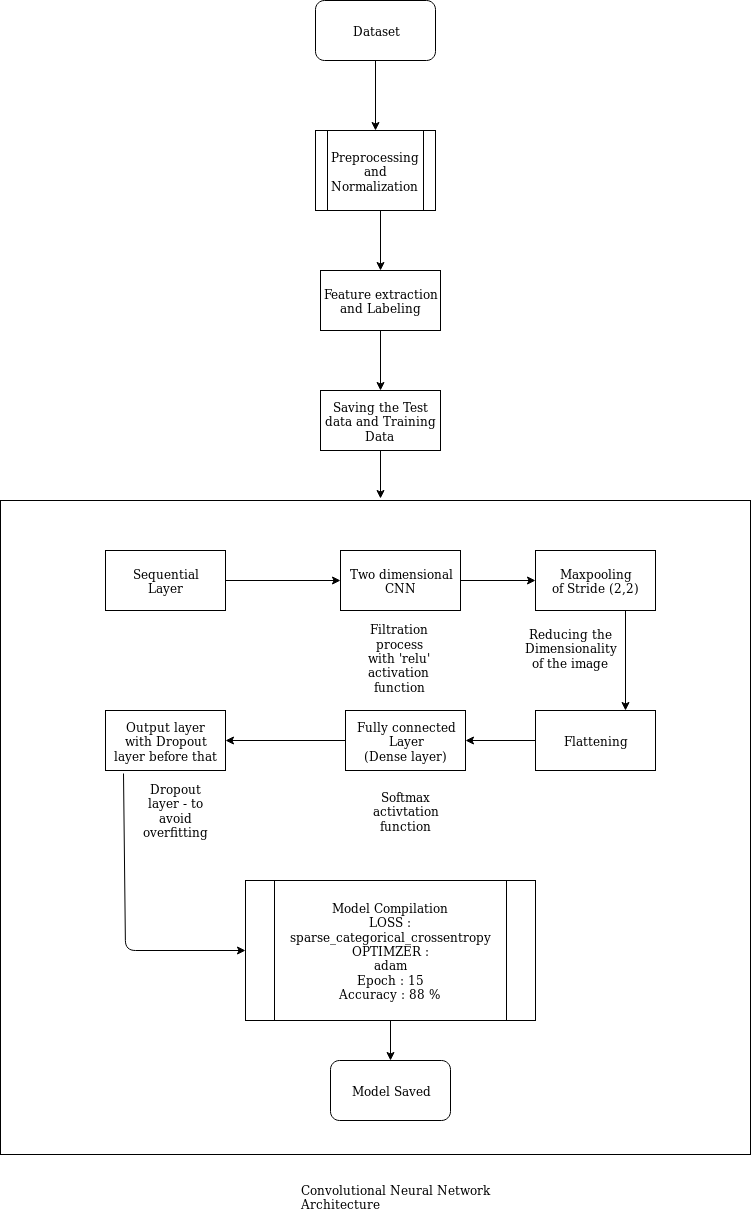 Dataset
Preprocessing
and
Normalization
Feature extraction
and Labeling
Saving the Test
data and Training
Data
Sequential
Layer
Two dimensional
CNN
Maxpooling
of Stride (2,2)
Filtration
process
with 'relu'
activation
function
Reducing the
Dimensionality
of the image
Output layer
with Dropout
layer before that
Fully connected
Layer
(Dense layer)
Flattening
Dropout
layer - to
avoid
overfitting
Softmax
activtation
function
Model Compilation
LOSS :
sparse_categorical_crossentropy
OPTIMZER :
adam
Epoch : 15
Accuracy : 88 %
Model Saved
Convolutional Neural Network
Architecture